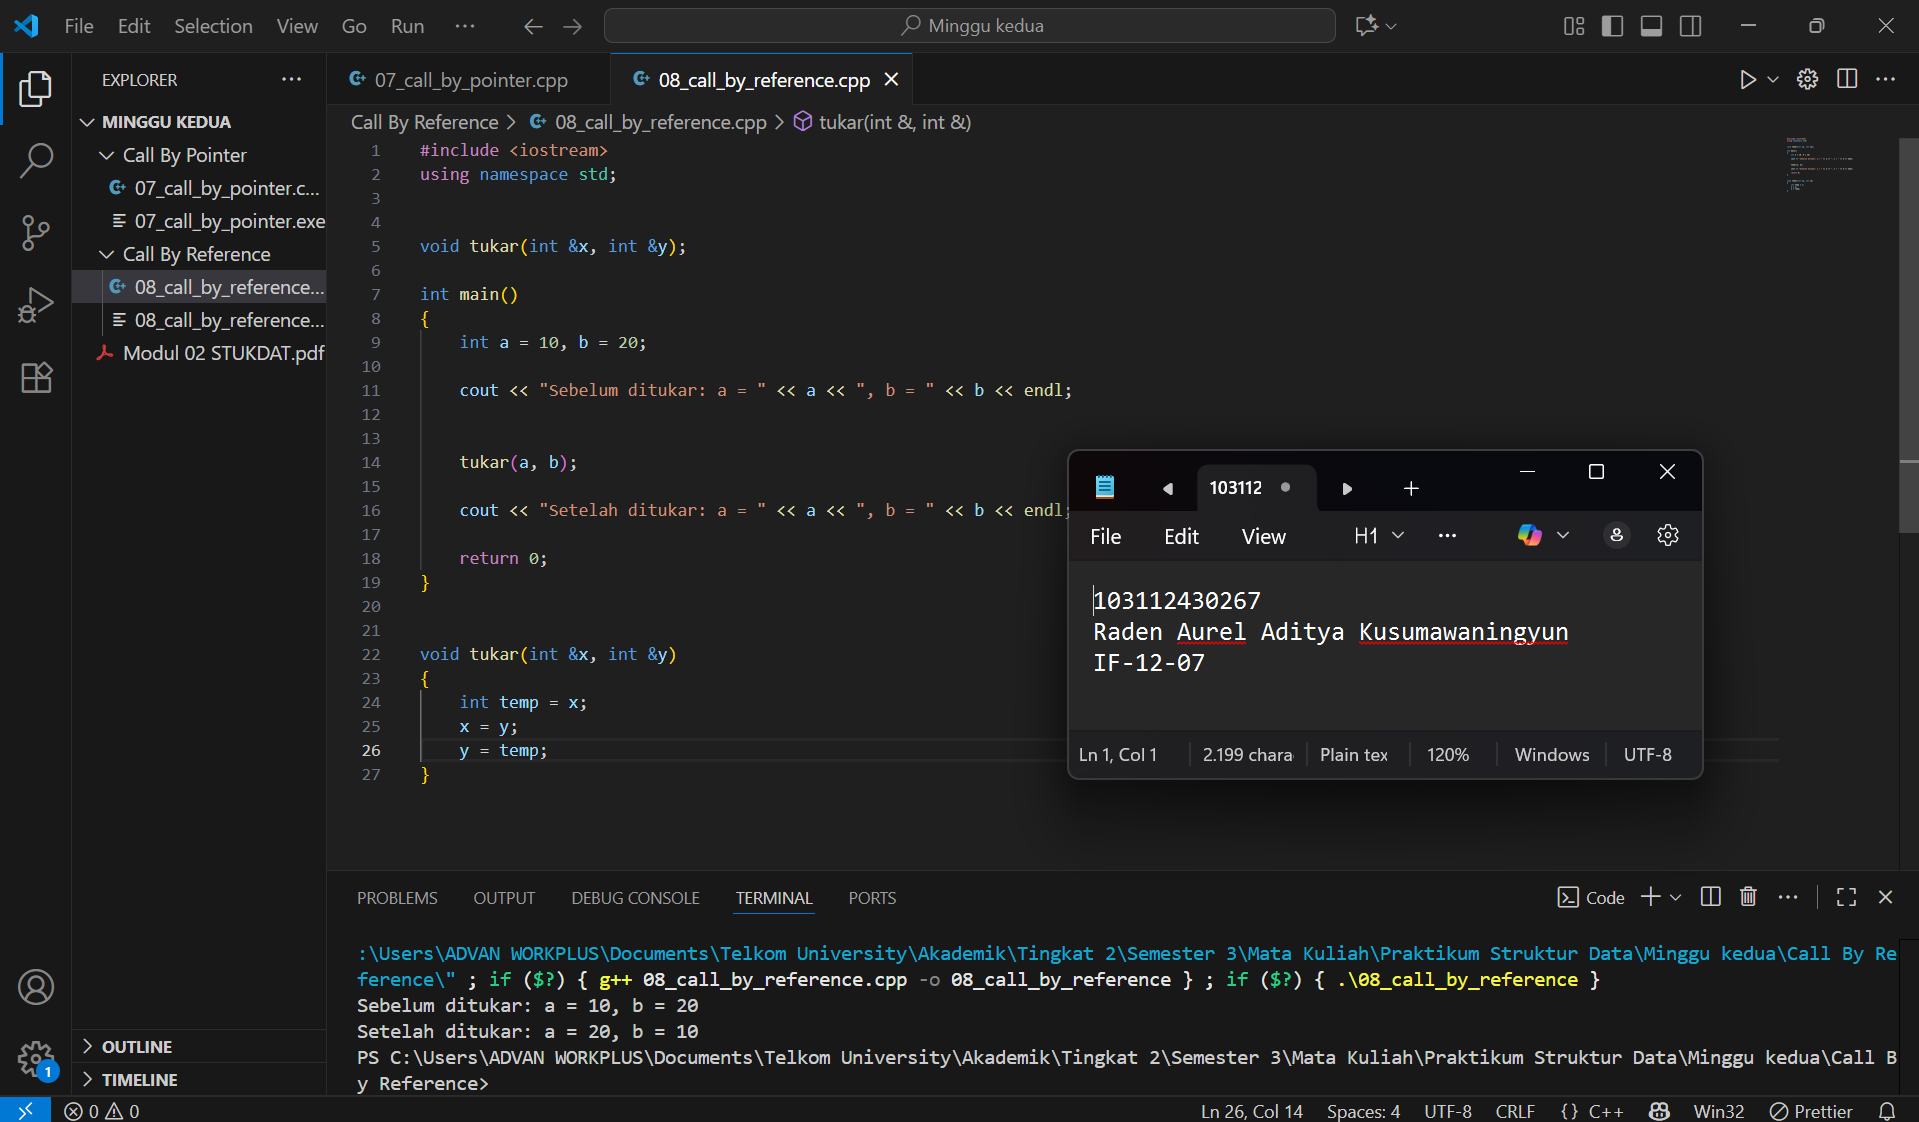 File Edit Selection View Go Run ··· Minggu kedua
EXPLORER ···
MINGGU KEDUA
Call By Pointer
07_call_by_pointer.c...
07_call_by_pointer.exe
Call By Reference
08_call_by_reference...
08_call_by_reference...
Modul 02 STUKDAT.pdf
OUTLINE
TIMELINE
1
07_call_by_pointer.cpp 08_call_by_reference.cpp
Call By Reference > 08_call_by_reference.cpp > tukar(int &, int &)
1 #include <iostream>
2 using namespace std;
3
4
5 void tukar(int &x, int &y);
6
7 int main()
8 {
9     int a = 10, b = 20;
10
11     cout << "Sebelum ditukar: a = " << a << ", b = " << b << endl;
12
13
14     tukar(a, b);
15
16     cout << "Setelah ditukar: a = " << a << ", b = " << b << endl;
17
18     return 0;
19 }
20
21
22 void tukar(int &x, int &y)
23 {
24     int temp = x;
25     x = y;
26     y = temp;
27 }
103112
File Edit View H1 ···
103112430267
Raden Aurel Aditya Kusumawaningyun
IF-12-07
Ln 1, Col 1 2.199 chara Plain tex 120% Windows UTF-8
PROBLEMS OUTPUT DEBUG CONSOLE TERMINAL PORTS Code
:\Users\ADVAN WORKPLUS\Documents\Telkom University\Akademik\Tingkat 2\Semester 3\Mata Kuliah\Praktikum Struktur Data\Minggu kedua\Call By Re
ference\" ; if ($?) { g++ 08_call_by_reference.cpp -o 08_call_by_reference } ; if ($?) { .\08_call_by_reference }
Sebelum ditukar: a = 10, b = 20
Setelah ditukar: a = 20, b = 10
PS C:\Users\ADVAN WORKPLUS\Documents\Telkom University\Akademik\Tingkat 2\Semester 3\Mata Kuliah\Praktikum Struktur Data\Minggu kedua\Call B
y Reference>
0 0 Ln 26, Col 14 Spaces: 4 UTF-8 CRLF {} C++ Win32 Prettier